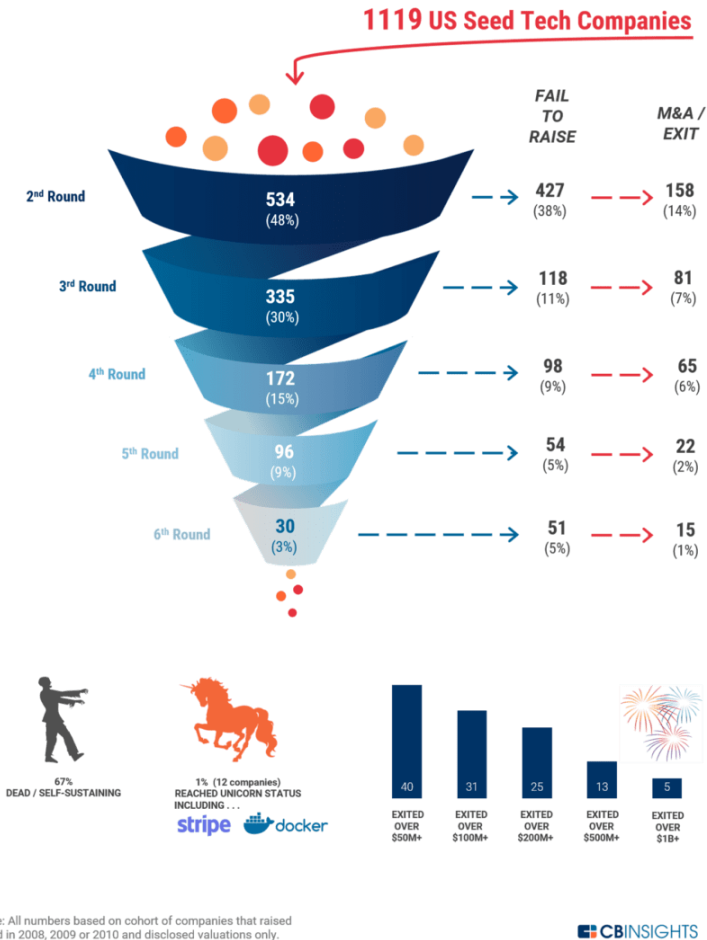 1119 US Seed Tech Companies
FAIL
TO
RAISE
M&A /
EXIT
2nd Round
534
(48%)
427
(38%)
158
(14%)
3rd Round
335
(30%)
118
(11%)
81
(7%)
4th Round
172
(15%)
98
(9%)
65
(6%)
5th Round
96
(9%)
54
(5%)
22
(2%)
6th Round
30
(3%)
51
(5%)
15
(1%)
67%
DEAD / SELF-SUSTAINING
1% (12 companies)
REACHED UNICORN STATUS
INCLUDING . . .
stripe
docker
40
31
25
13
5
EXITED
OVER
$50M+
EXITED
OVER
$100M+
EXITED
OVER
$200M+
EXITED
OVER
$500M+
EXITED
OVER
$1B+
: All numbers based on cohort of companies that raised
in 2008, 2009 or 2010 and disclosed valuations only.
CBINSIGHTS